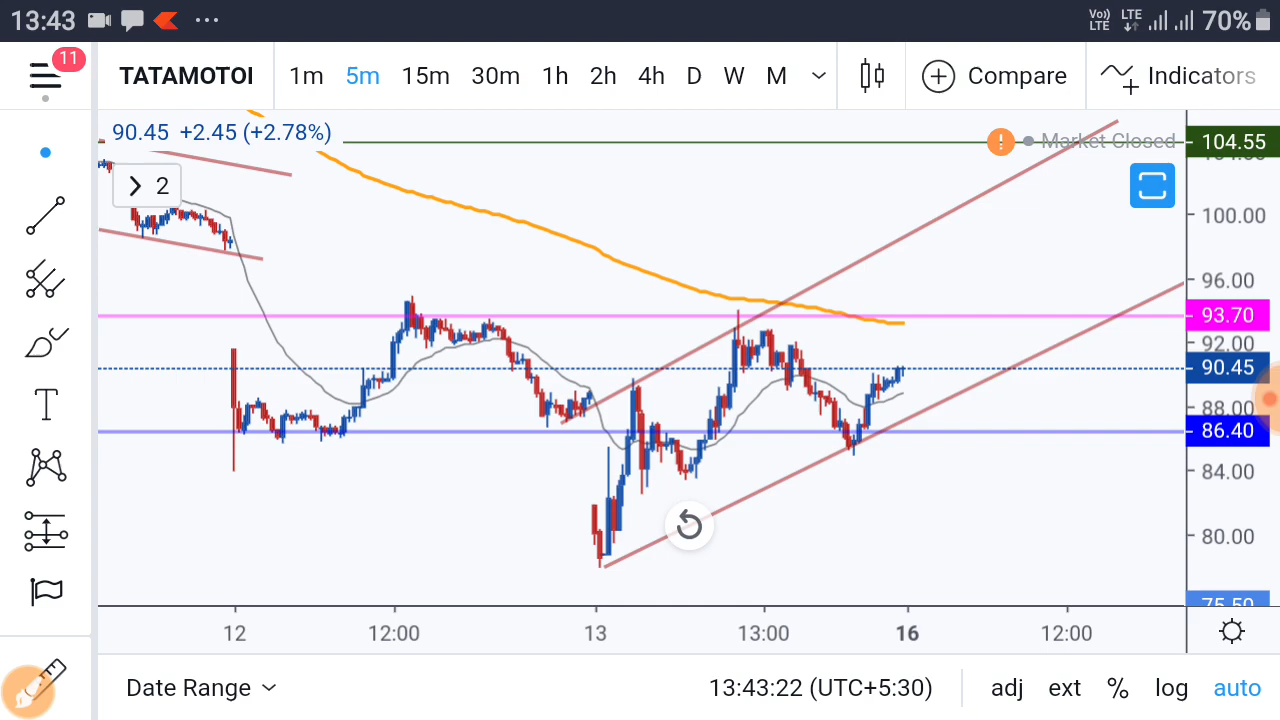 13:43 Vo)) LTE LTE 70%
11
TATAMOTOI 1m 5m 15m 30m 1h 2h 4h D W M Compare Indicators
90.45 +2.45 (+2.78%)
Market Closed 104.55
2
100.00
96.00
93.70
92.00
90.45
88.00
86.40
84.00
80.00
75.50
12 12:00 13 13:00 16 12:00
Date Range 13:43:22 (UTC+5:30) adj ext % log auto